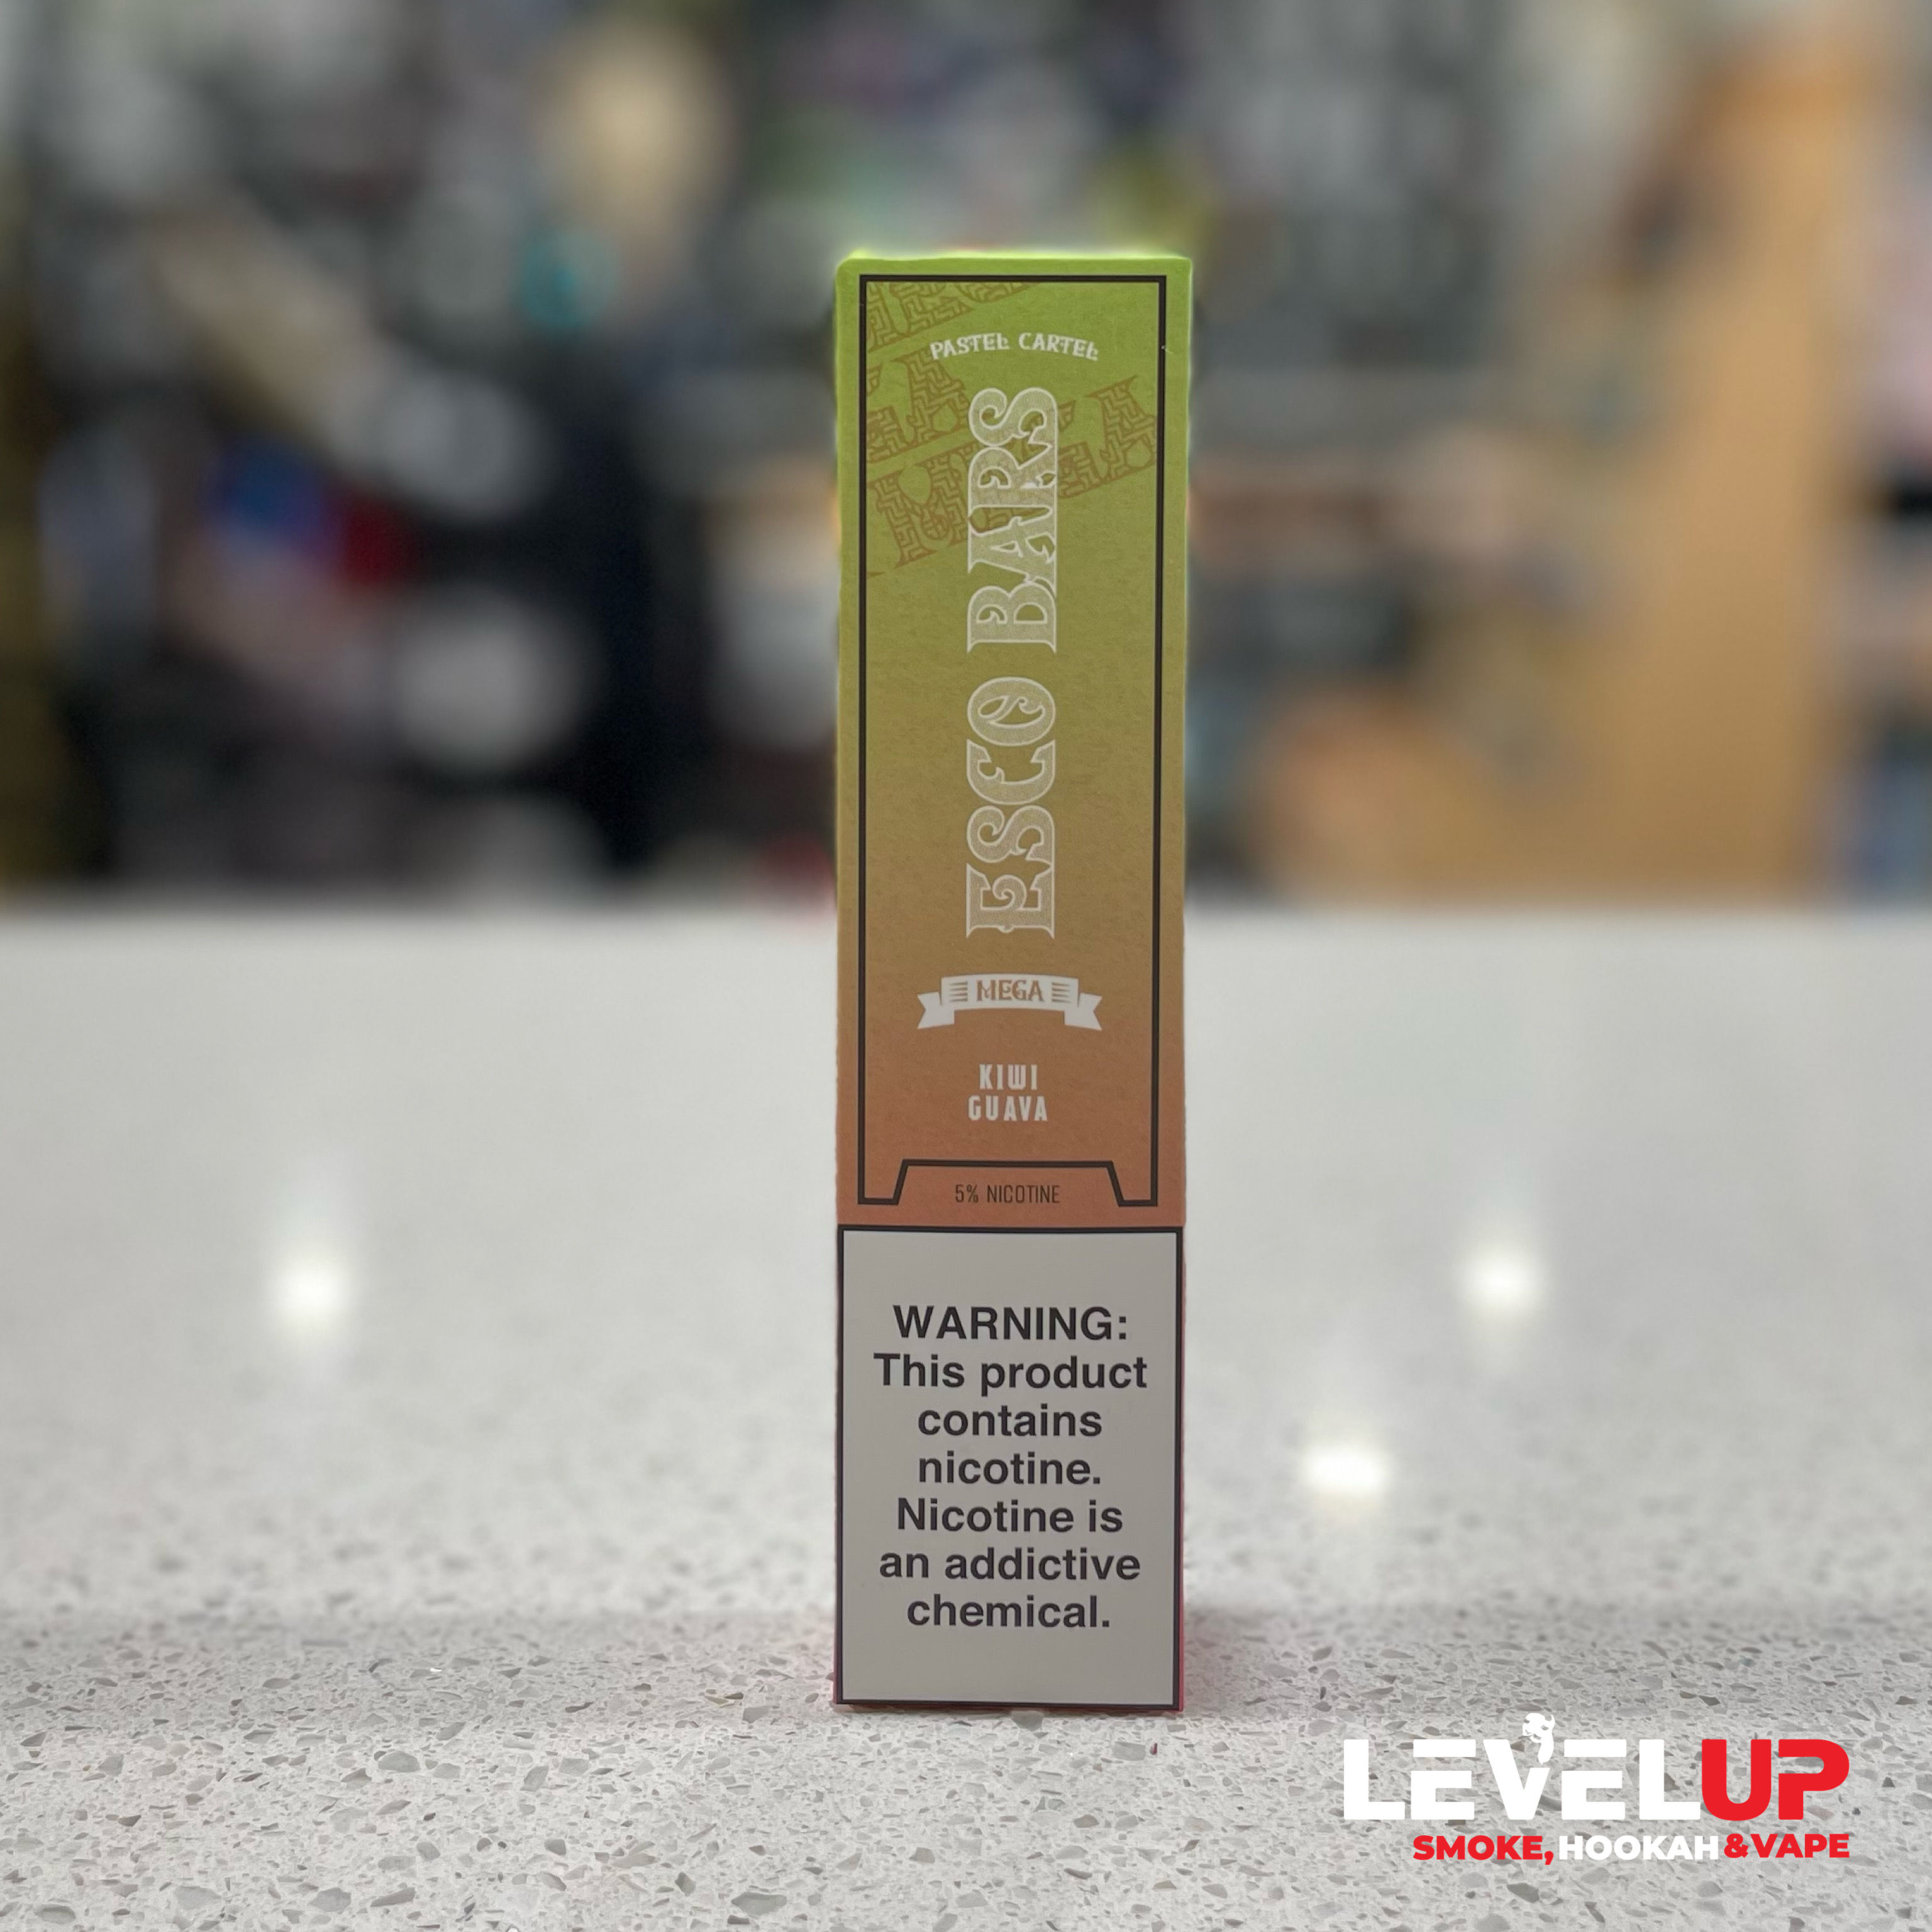 PASTEL CARTEL
ESCO BARS
MEGA
KIWI
GUAVA
5% NICOTINE
WARNING:
This product
contains
nicotine.
Nicotine is
an addictive
chemical.
LEVELUP
SMOKE, HOOKAH & VAPE